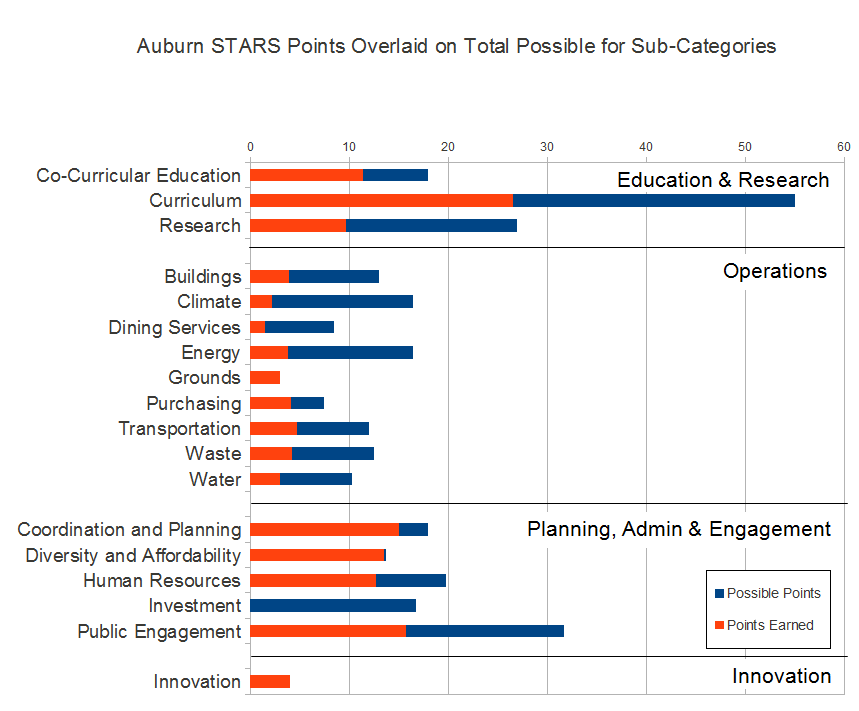 Auburn STARS Points Overlaid on Total Possible for Sub-Categories
0 10 20 30 40 50 60
Education & Research
Co-Curricular Education
Curriculum
Research
Operations
Buildings
Climate
Dining Services
Energy
Grounds
Purchasing
Transportation
Waste
Water
Planning, Admin & Engagement
Coordination and Planning
Diversity and Affordability
Human Resources
Investment
Public Engagement
Possible Points
Points Earned
Innovation
Innovation